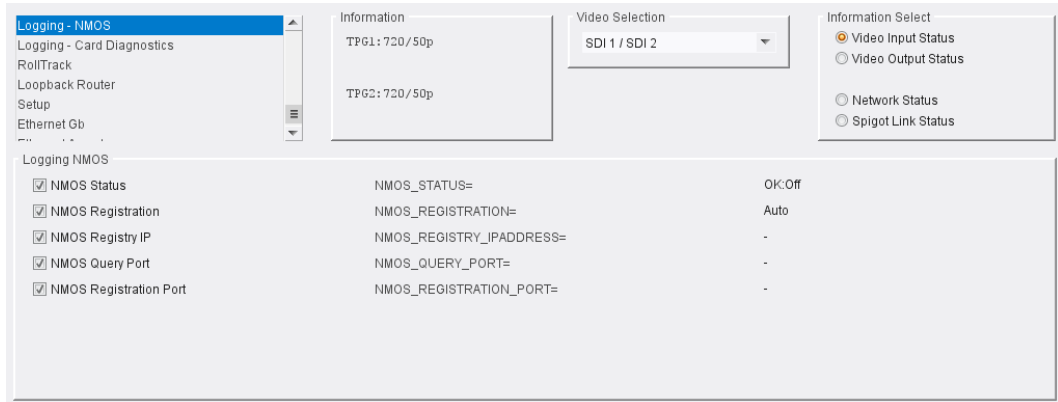 Logging - NMOS
Logging - Card Diagnostics
RollTrack
Loopback Router
Setup
Ethernet Gb
Information
TPG1:720/50p
TPG2:720/50p
Video Selection
SDI 1 / SDI 2
Information Select
Video Input Status
Video Output Status
Network Status
Spigot Link Status
Logging NMOS
NMOS Status NMOS_STATUS= OK:Off
NMOS Registration NMOS_REGISTRATION= Auto
NMOS Registry IP NMOS_REGISTRY_IPADDRESS= -
NMOS Query Port NMOS_QUERY_PORT= -
NMOS Registration Port NMOS_REGISTRATION_PORT= -